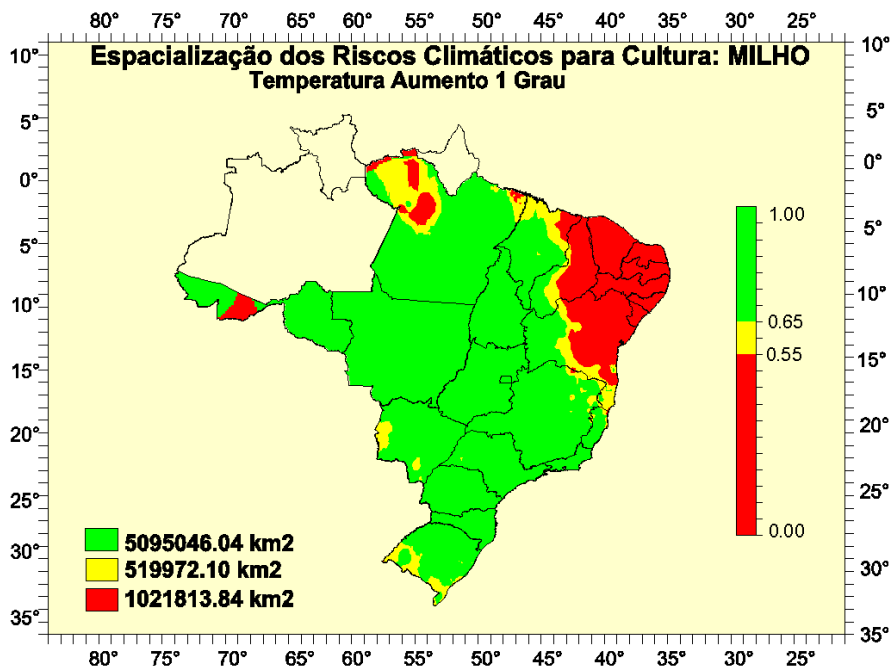 80° 75° 70° 65° 60° 55° 50° 45° 40° 35° 30° 25°
Espacialização dos Riscos Climáticos para Cultura: MILHO
Temperatura Aumento 1 Grau
10° 10°
5° 5°
0° 0°
5° 5°
10° 10°
15° 15°
20° 20°
25° 25°
30° 30°
35° 35°
1.00
0.65
0.55
0.00
5095046.04 km2
519972.10 km2
1021813.84 km2
80° 75° 70° 65° 60° 55° 50° 45° 40° 35° 30° 25°